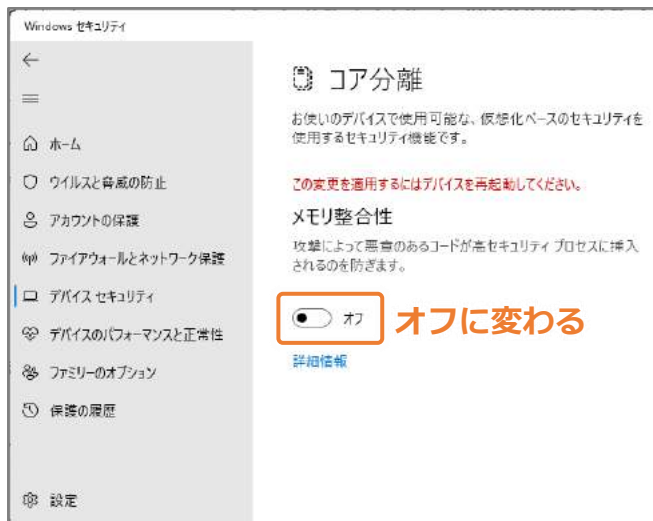 Windows セキュリティ
ホーム
ウイルスと脅威の防止
アカウントの保護
ファイアウォールとネットワーク保護
デバイス セキュリティ
デバイスのパフォーマンスと正常性
ファミリーのオプション
保護の履歴
設定
コア分離
お使いのデバイスで使用可能な、仮想化ベースのセキュリティを
使用するセキュリティ機能です。
この変更を適用するにはデバイスを再起動してください。
メモリ整合性
攻撃によって悪意のあるコードが高セキュリティ プロセスに挿入
されるのを防ぎます。
オフ
オフに変わる
詳細情報